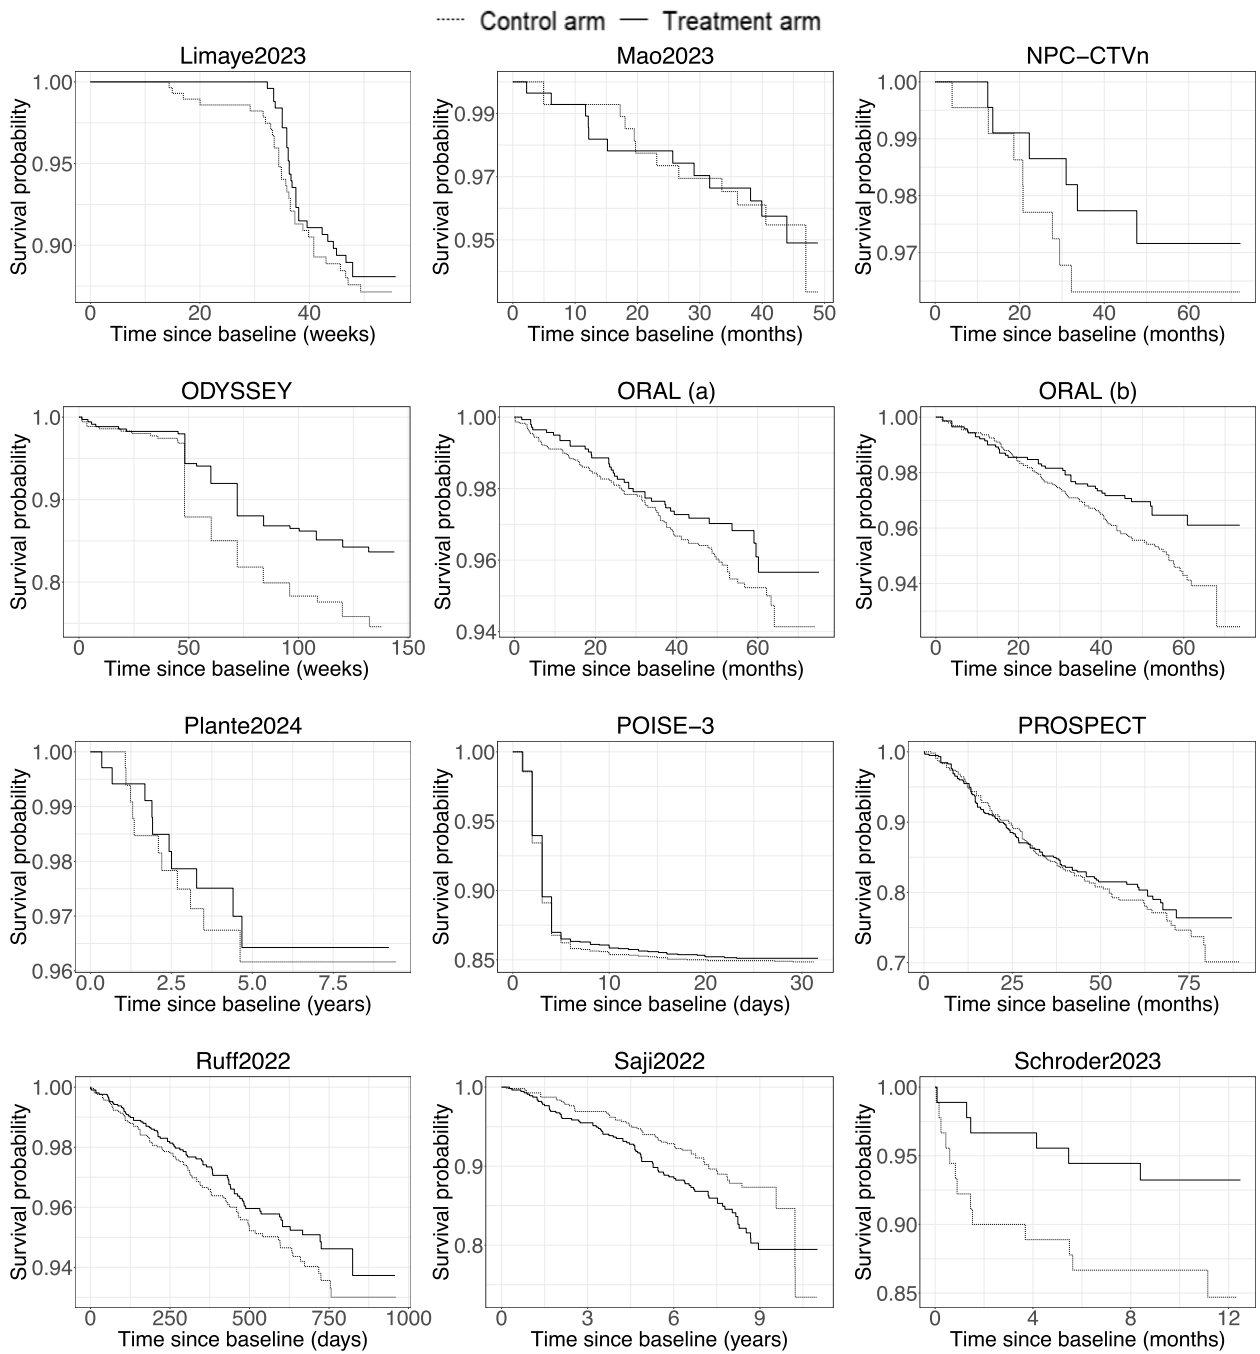 Control arm Treatment arm
Limaye2023 Mao2023 NPC−CTVn
Survival probability
1.00
0.95
0.90
0 20 40
Time since baseline (weeks)
Survival probability
0.99
0.97
0.95
0 10 20 30 40 50
Time since baseline (months)
Survival probability
1.00
0.99
0.98
0.97
0 20 40 60
Time since baseline (months)
ODYSSEY ORAL (a) ORAL (b)
Survival probability
1.0
0.9
0.8
0 50 100 150
Time since baseline (weeks)
Survival probability
1.00
0.98
0.96
0.94
0 20 40 60
Time since baseline (months)
Survival probability
1.00
0.98
0.96
0.94
0 20 40 60
Time since baseline (months)
Plante2024 POISE−3 PROSPECT
Survival probability
1.00
0.99
0.98
0.97
0.96
0.0 2.5 5.0 7.5
Time since baseline (years)
Survival probability
1.00
0.95
0.90
0.85
0 10 20 30
Time since baseline (days)
Survival probability
1.0
0.9
0.8
0.7
0 25 50 75
Time since baseline (months)
Ruff2022 Saji2022 Schroder2023
Survival probability
1.00
0.98
0.96
0.94
0 250 500 750 1000
Time since baseline (days)
Survival probability
1.0
0.9
0.8
0 3 6 9
Time since baseline (years)
Survival probability
1.00
0.95
0.90
0.85
0 4 8 12
Time since baseline (months)